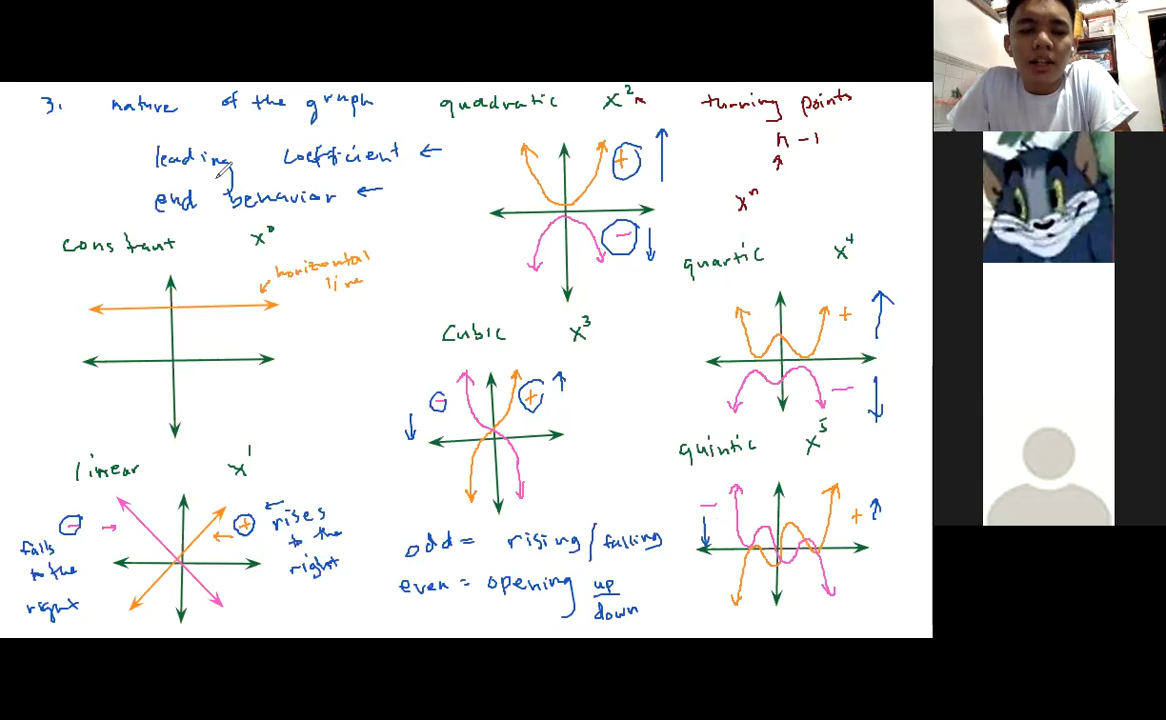 3. nature of the graph
leading coefficient ←
end behavior ←
constant x⁰
horizontal
line
linear x¹
-
falls
to the
right
+
rises
to the
right
quadratic x²
+
-
cubic x³
-
+
odd = rising/falling
even = opening up
down
turning points
n - 1
xⁿ
quartic x⁴
+
-
quintic x⁵
-
+